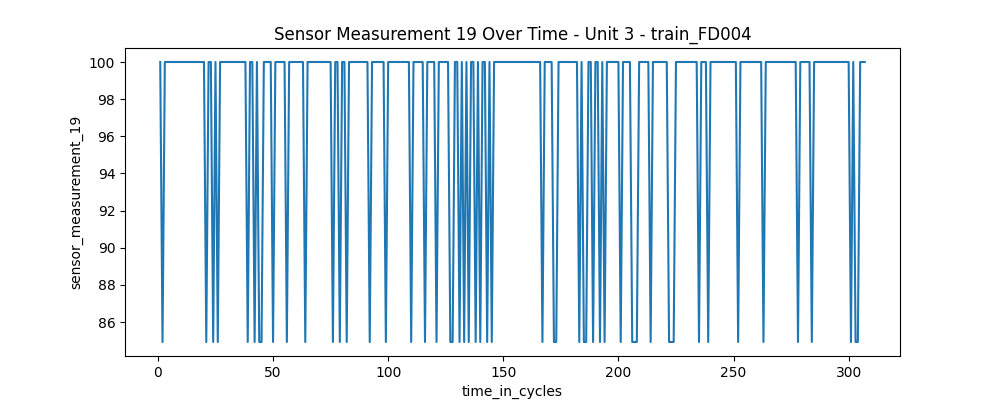 Sensor Measurement 19 Over Time - Unit 3 - train_FD004
sensor_measurement_19
100
98
96
94
92
90
88
86
0 50 100 150 200 250 300
time_in_cycles